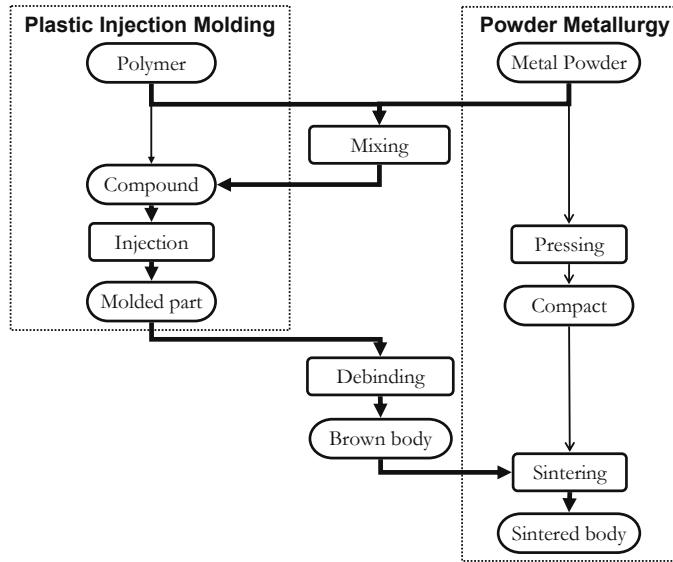 Plastic Injection Molding
Powder Metallurgy
Polymer
Metal Powder
Mixing
Compound
Injection
Pressing
Molded part
Compact
Debinding
Brown body
Sintering
Sintered body